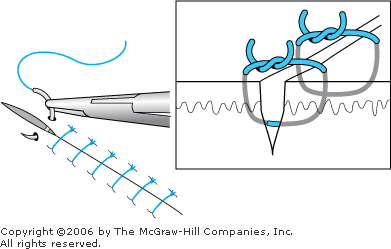 Copyright ©2006 by The McGraw-Hill Companies, Inc.
All rights reserved.